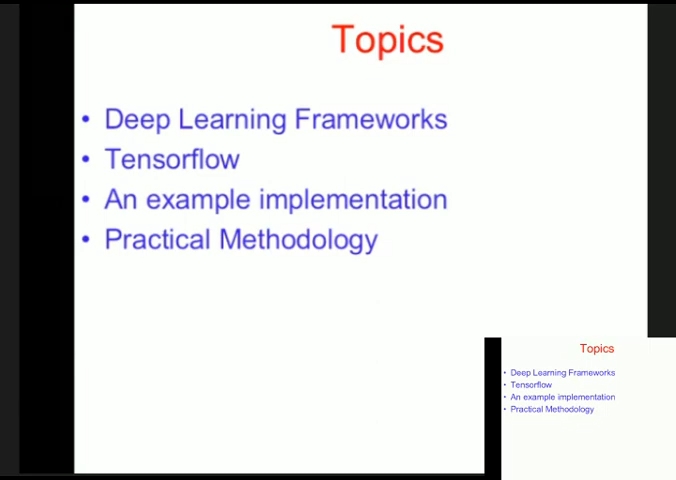 Topics
• Deep Learning Frameworks
• Tensorflow
• An example implementation
• Practical Methodology
Topics
• Deep Learning Frameworks
• Tensorflow
• An example implementation
• Practical Methodology